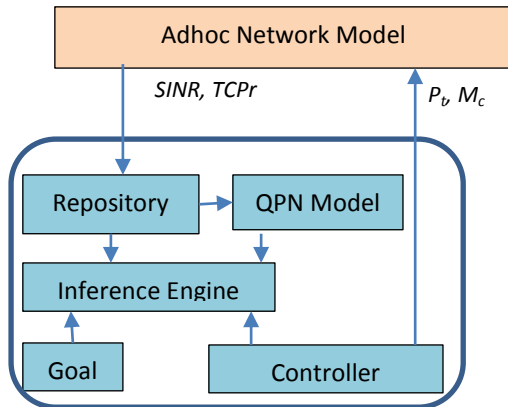 Adhoc Network Model
SINR, TCPr
Pt, Mc
Repository
QPN Model
Inference Engine
Goal
Controller